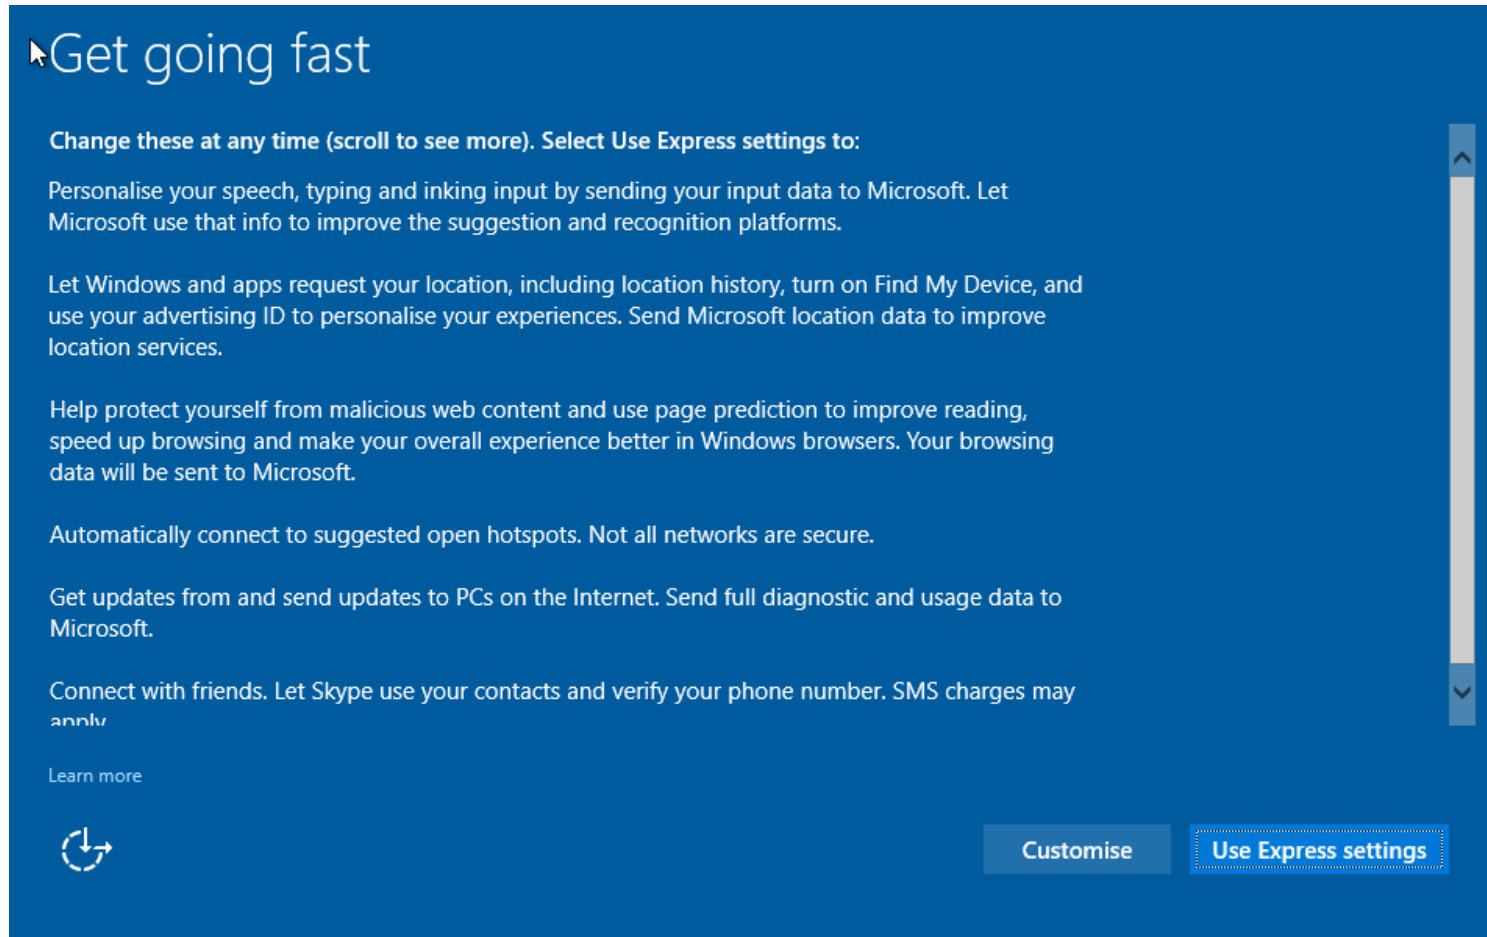 Get going fast
Change these at any time (scroll to see more). Select Use Express settings to:
Personalise your speech, typing and inking input by sending your input data to Microsoft. Let
Microsoft use that info to improve the suggestion and recognition platforms.
Let Windows and apps request your location, including location history, turn on Find My Device, and
use your advertising ID to personalise your experiences. Send Microsoft location data to improve
location services.
Help protect yourself from malicious web content and use page prediction to improve reading,
speed up browsing and make your overall experience better in Windows browsers. Your browsing
data will be sent to Microsoft.
Automatically connect to suggested open hotspots. Not all networks are secure.
Get updates from and send updates to PCs on the Internet. Send full diagnostic and usage data to
Microsoft.
Connect with friends. Let Skype use your contacts and verify your phone number. SMS charges may
apply
Learn more
Customise
Use Express settings